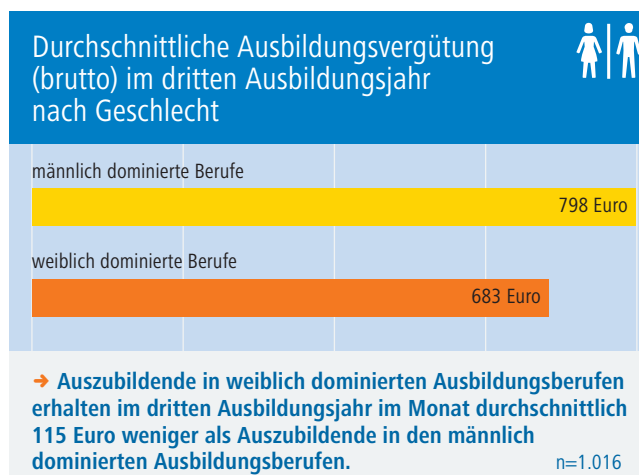 Durchschnittliche Ausbildungsvergütung
(brutto) im dritten Ausbildungsjahr
nach Geschlecht
männlich dominierte Berufe
798 Euro
weiblich dominierte Berufe
683 Euro
➔ Auszubildende in weiblich dominierten Ausbildungsberufen
erhalten im dritten Ausbildungsjahr im Monat durchschnittlich
115 Euro weniger als Auszubildende in den männlich
dominierten Ausbildungsberufen. n=1.016